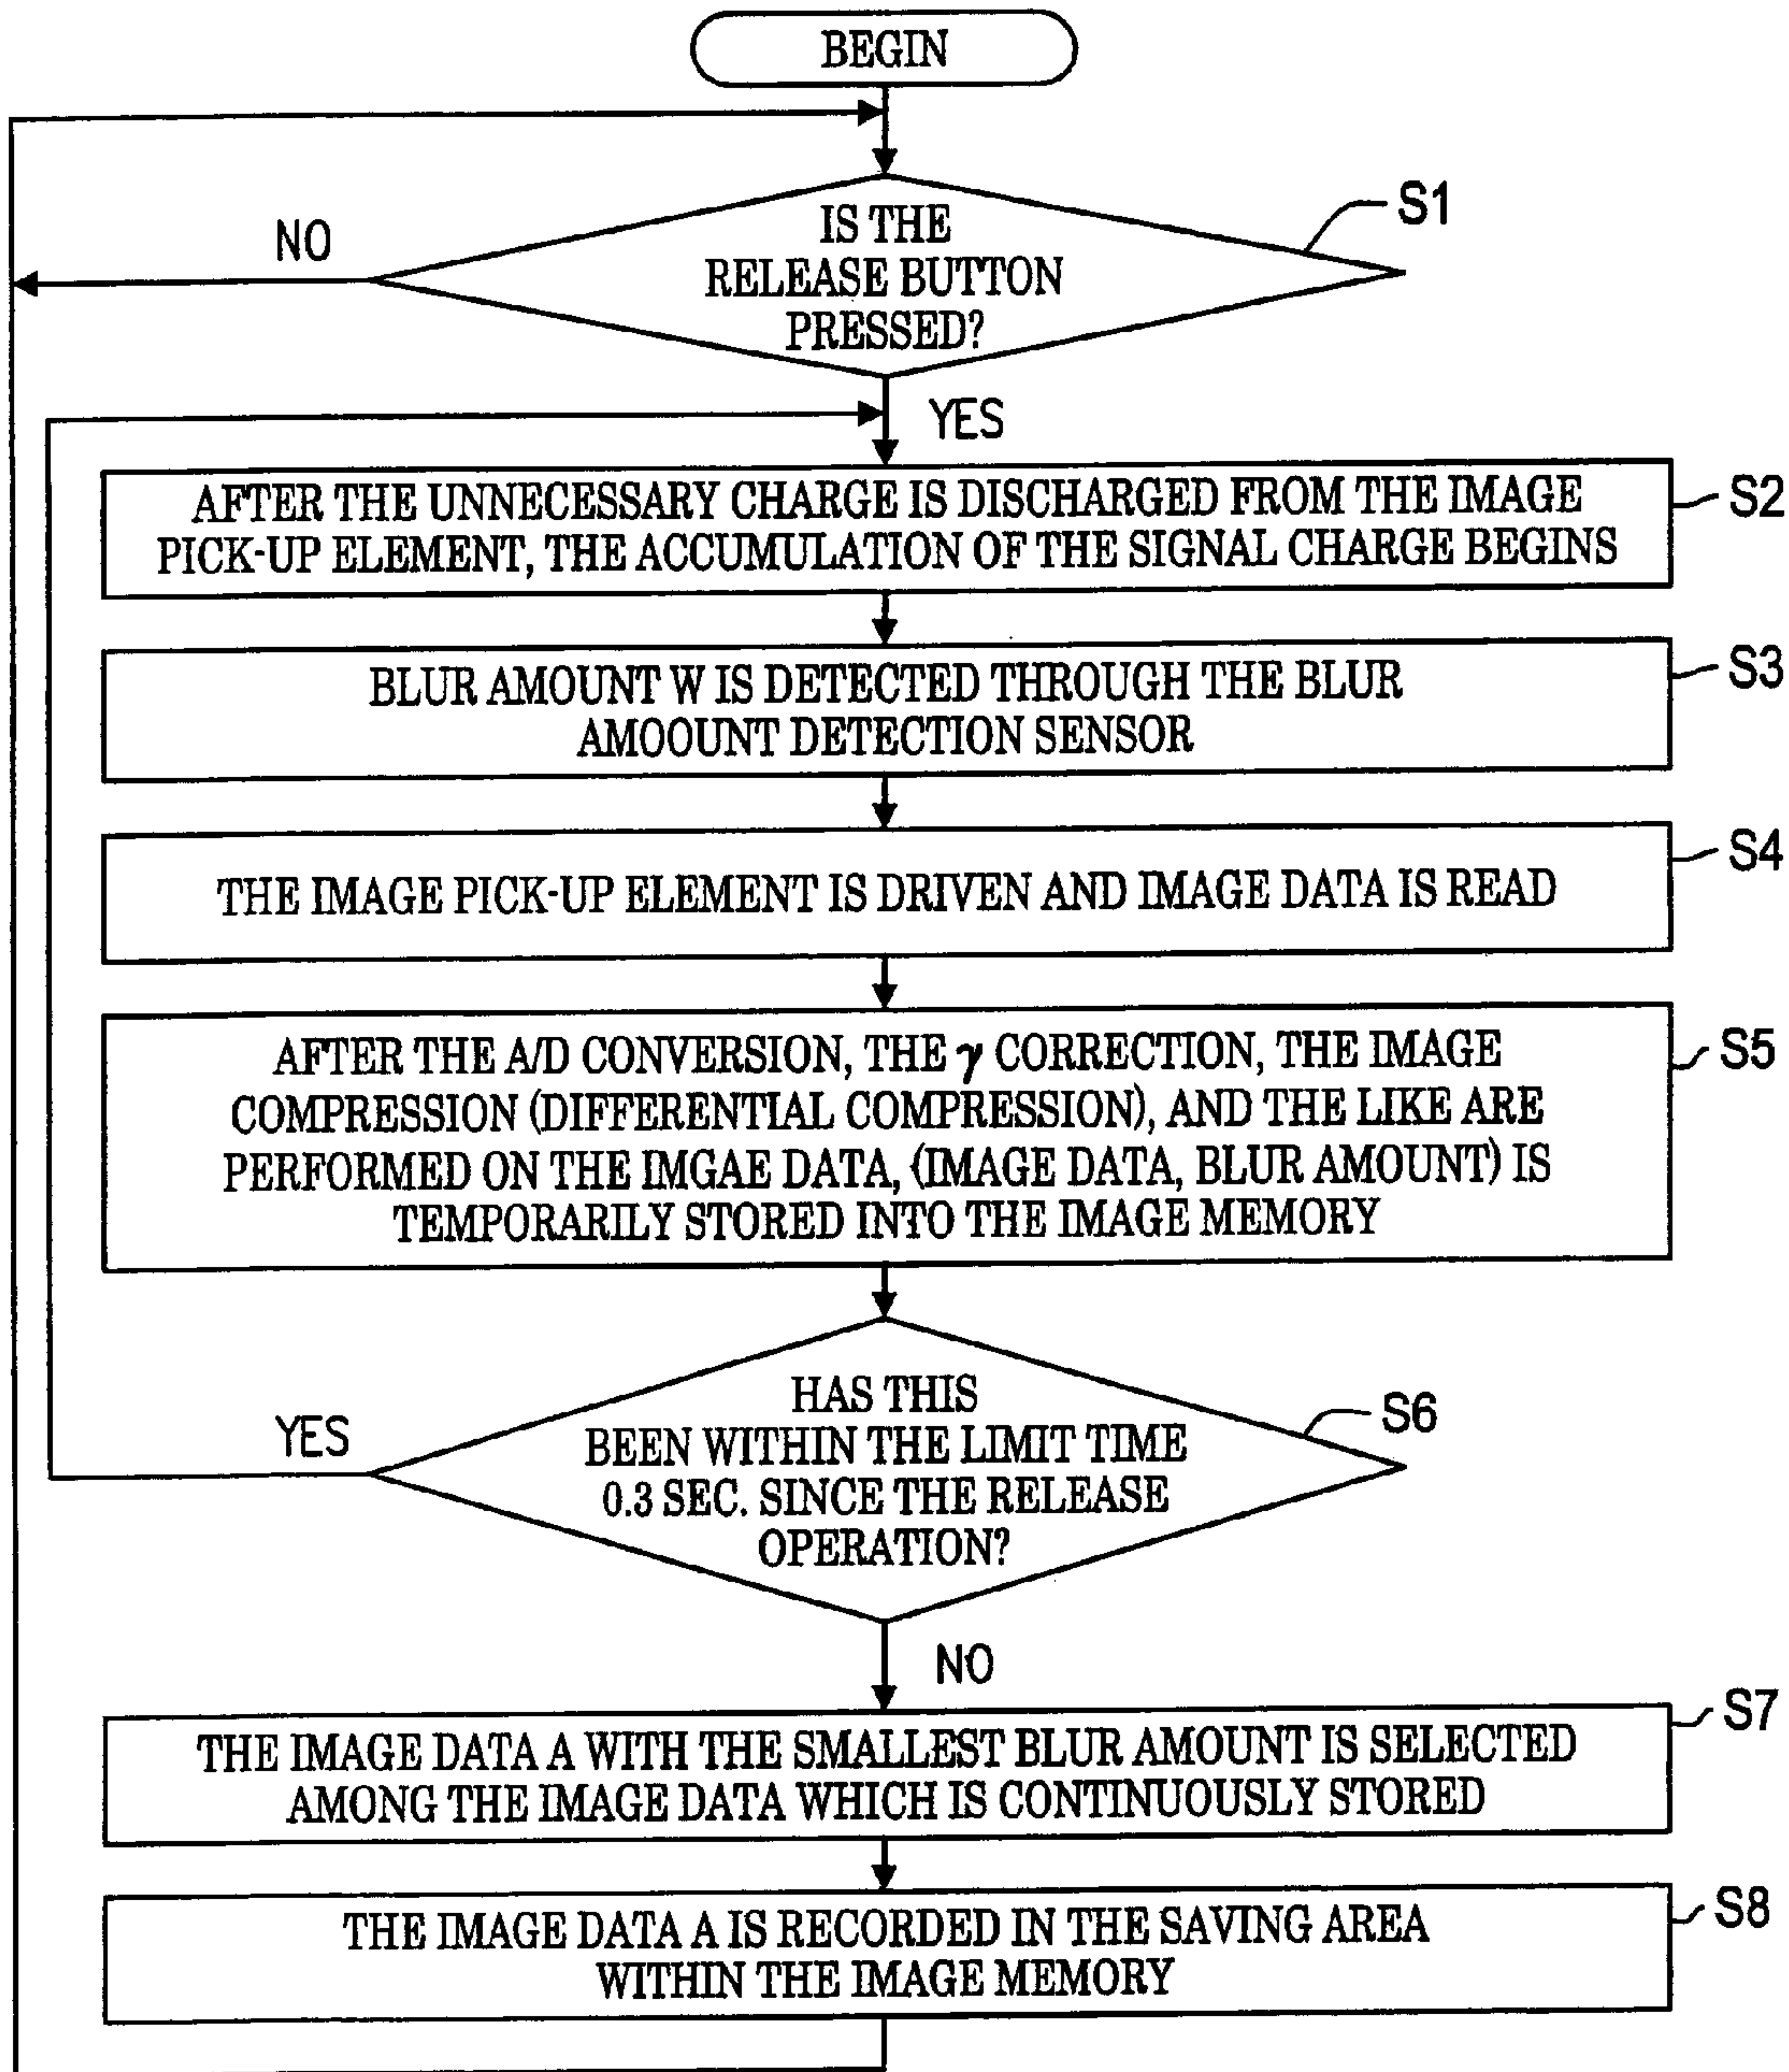 BEGIN
IS THE
RELEASE BUTTON
PRESSED?
S1
NO
YES
AFTER THE UNNECESSARY CHARGE IS DISCHARGED FROM THE IMAGE
PICK-UP ELEMENT, THE ACCUMULATION OF THE SIGNAL CHARGE BEGINS
S2
BLUR AMOUNT W IS DETECTED THROUGH THE BLUR
AMOOUNT DETECTION SENSOR
S3
THE IMAGE PICK-UP ELEMENT IS DRIVEN AND IMAGE DATA IS READ
S4
AFTER THE A/D CONVERSION, THE γ CORRECTION, THE IMAGE
COMPRESSION (DIFFERENTIAL COMPRESSION), AND THE LIKE ARE
PERFORMED ON THE IMGAE DATA, (IMAGE DATA, BLUR AMOUNT) IS
TEMPORARILY STORED INTO THE IMAGE MEMORY
S5
HAS THIS
BEEN WITHIN THE LIMIT TIME
0.3 SEC. SINCE THE RELEASE
OPERATION?
S6
YES
NO
THE IMAGE DATA A WITH THE SMALLEST BLUR AMOUNT IS SELECTED
AMONG THE IMAGE DATA WHICH IS CONTINUOUSLY STORED
S7
THE IMAGE DATA A IS RECORDED IN THE SAVING AREA
WITHIN THE IMAGE MEMORY
S8